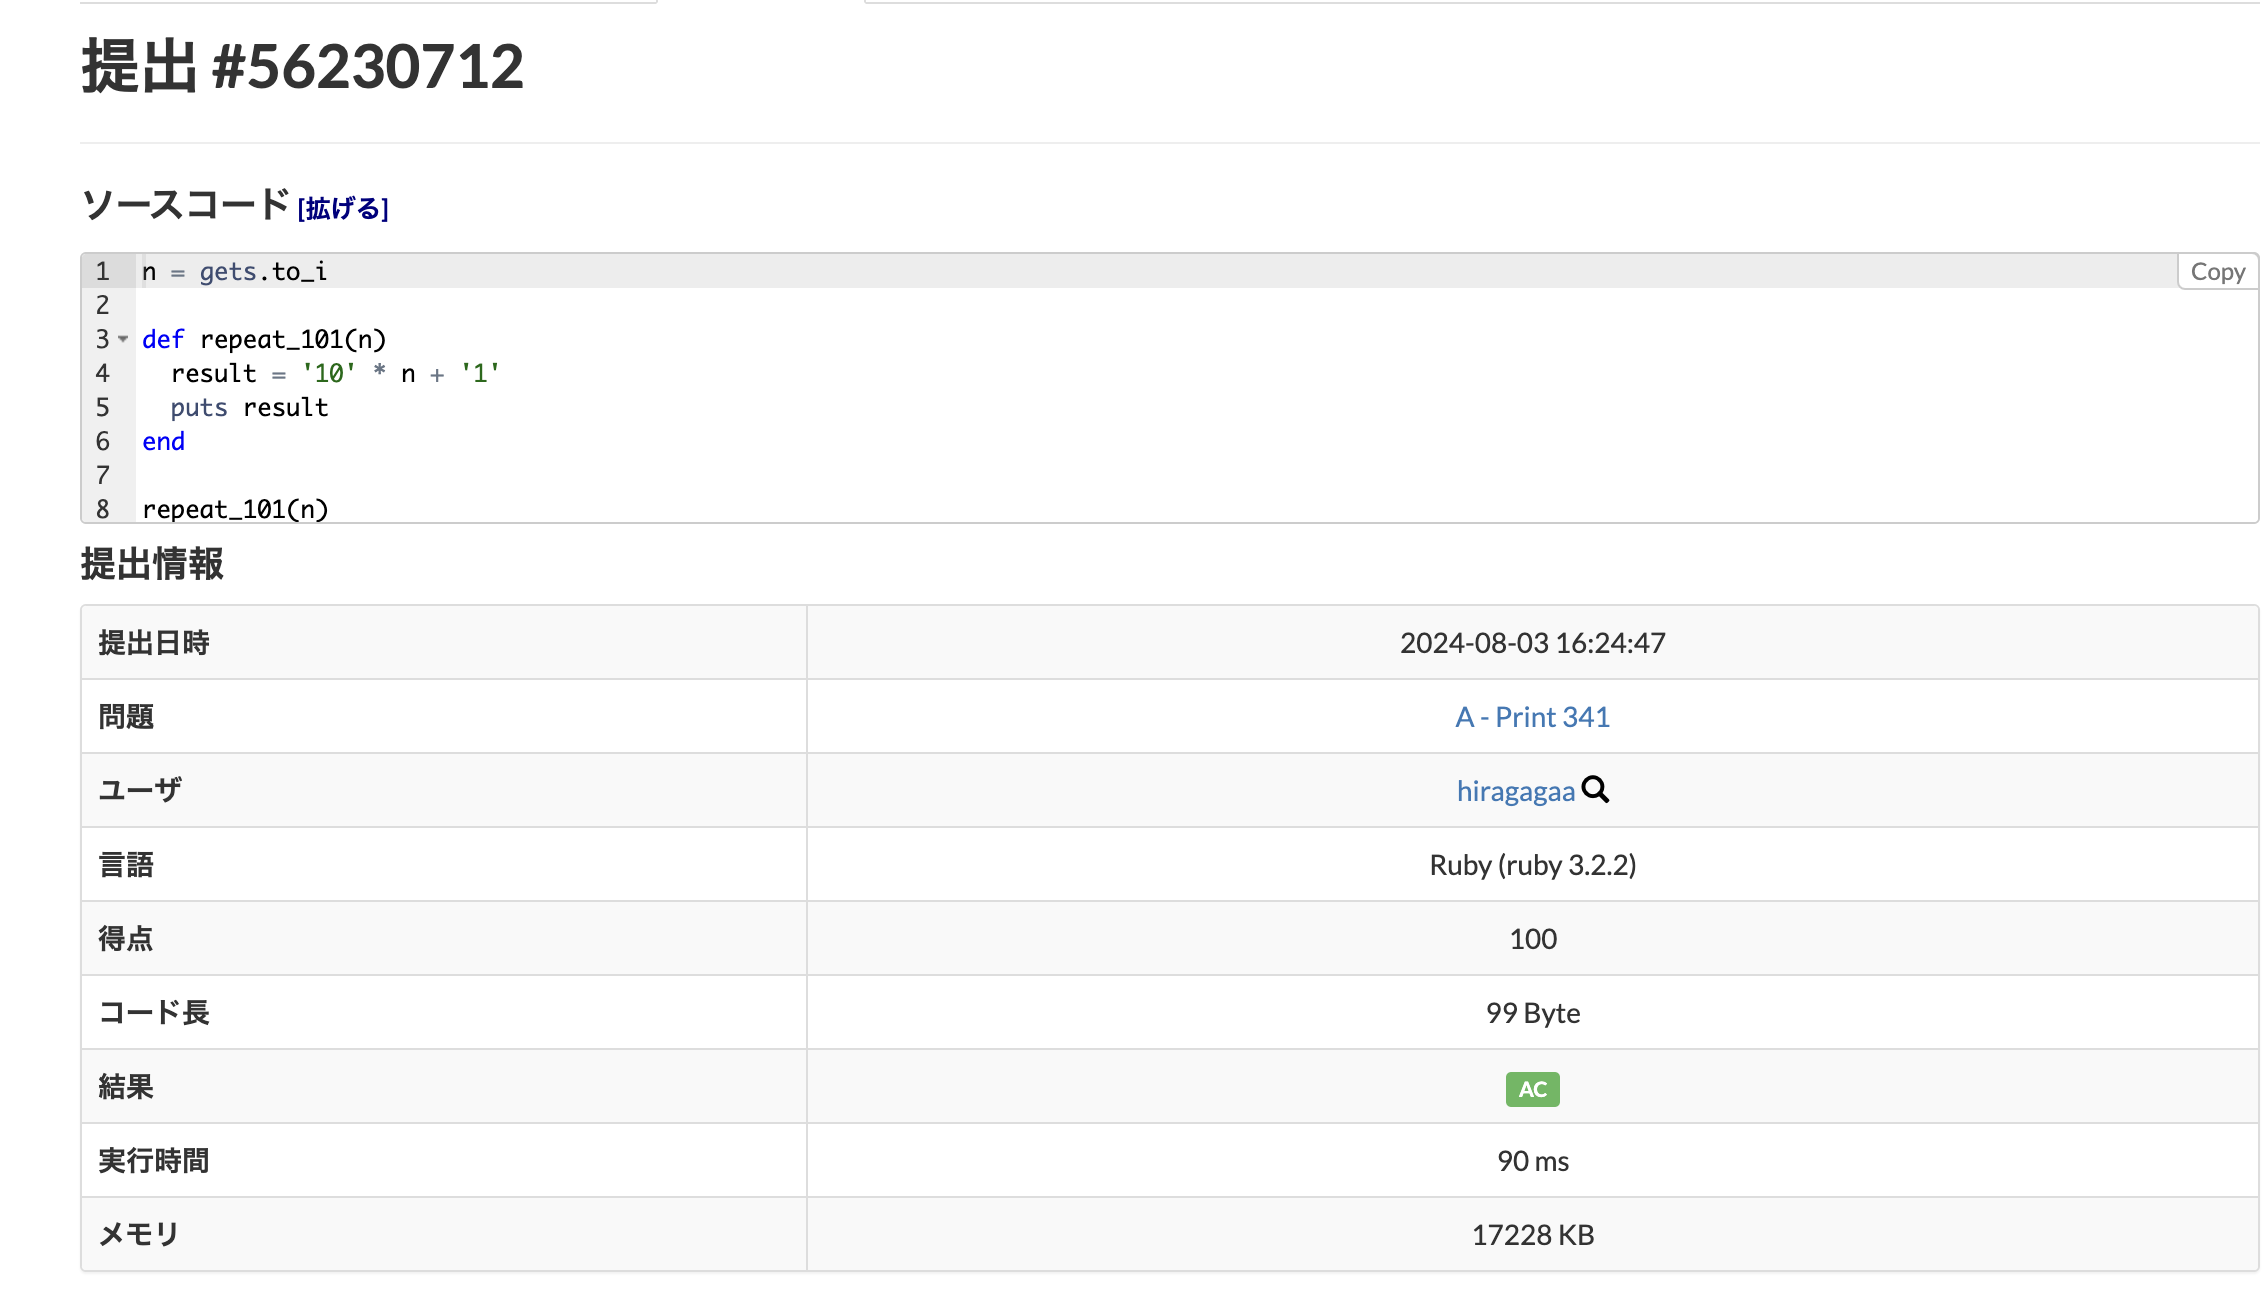 提出 #56230712
ソースコード [拡げる]
Copy
1 n = gets.to_i
2
3 def repeat_101(n)
4   result = '10' * n + '1'
5   puts result
6 end
7
8 repeat_101(n)
提出情報
提出日時 2024-08-03 16:24:47
問題 A - Print 341
ユーザ hiragagaa
言語 Ruby (ruby 3.2.2)
得点 100
コード長 99 Byte
結果 AC
実行時間 90 ms
メモリ 17228 KB